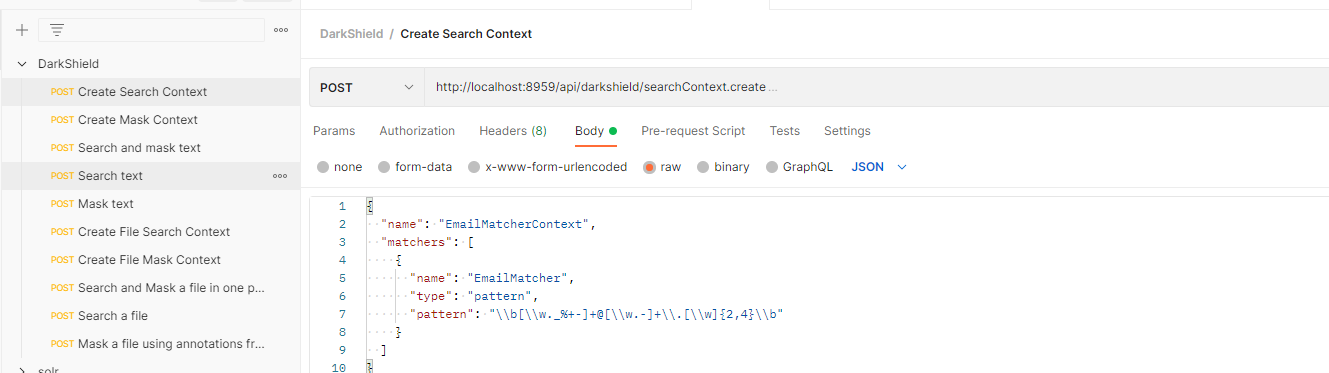 DarkShield / Create Search Context
DarkShield
POST Create Search Context
POST Create Mask Context
POST Search and mask text
POST Search text
POST Mask text
POST Create File Search Context
POST Create File Mask Context
POST Search and Mask a file in one p...
POST Search a file
POST Mask a file using annotations fr...
solr
POST http://localhost:8959/api/darkshield/searchContext.create ...
Params Authorization Headers (8) Body Pre-request Script Tests Settings
none form-data x-www-form-urlencoded raw binary GraphQL JSON
1 {
2 "name": "EmailMatcherContext",
3 "matchers": [
4 {
5 "name": "EmailMatcher",
6 "type": "pattern",
7 "pattern": "\\b[\\w._%+-]+@[\\w.-]+\\.[\\w]{2,4}\\b"
8 }
9 ]
10 }